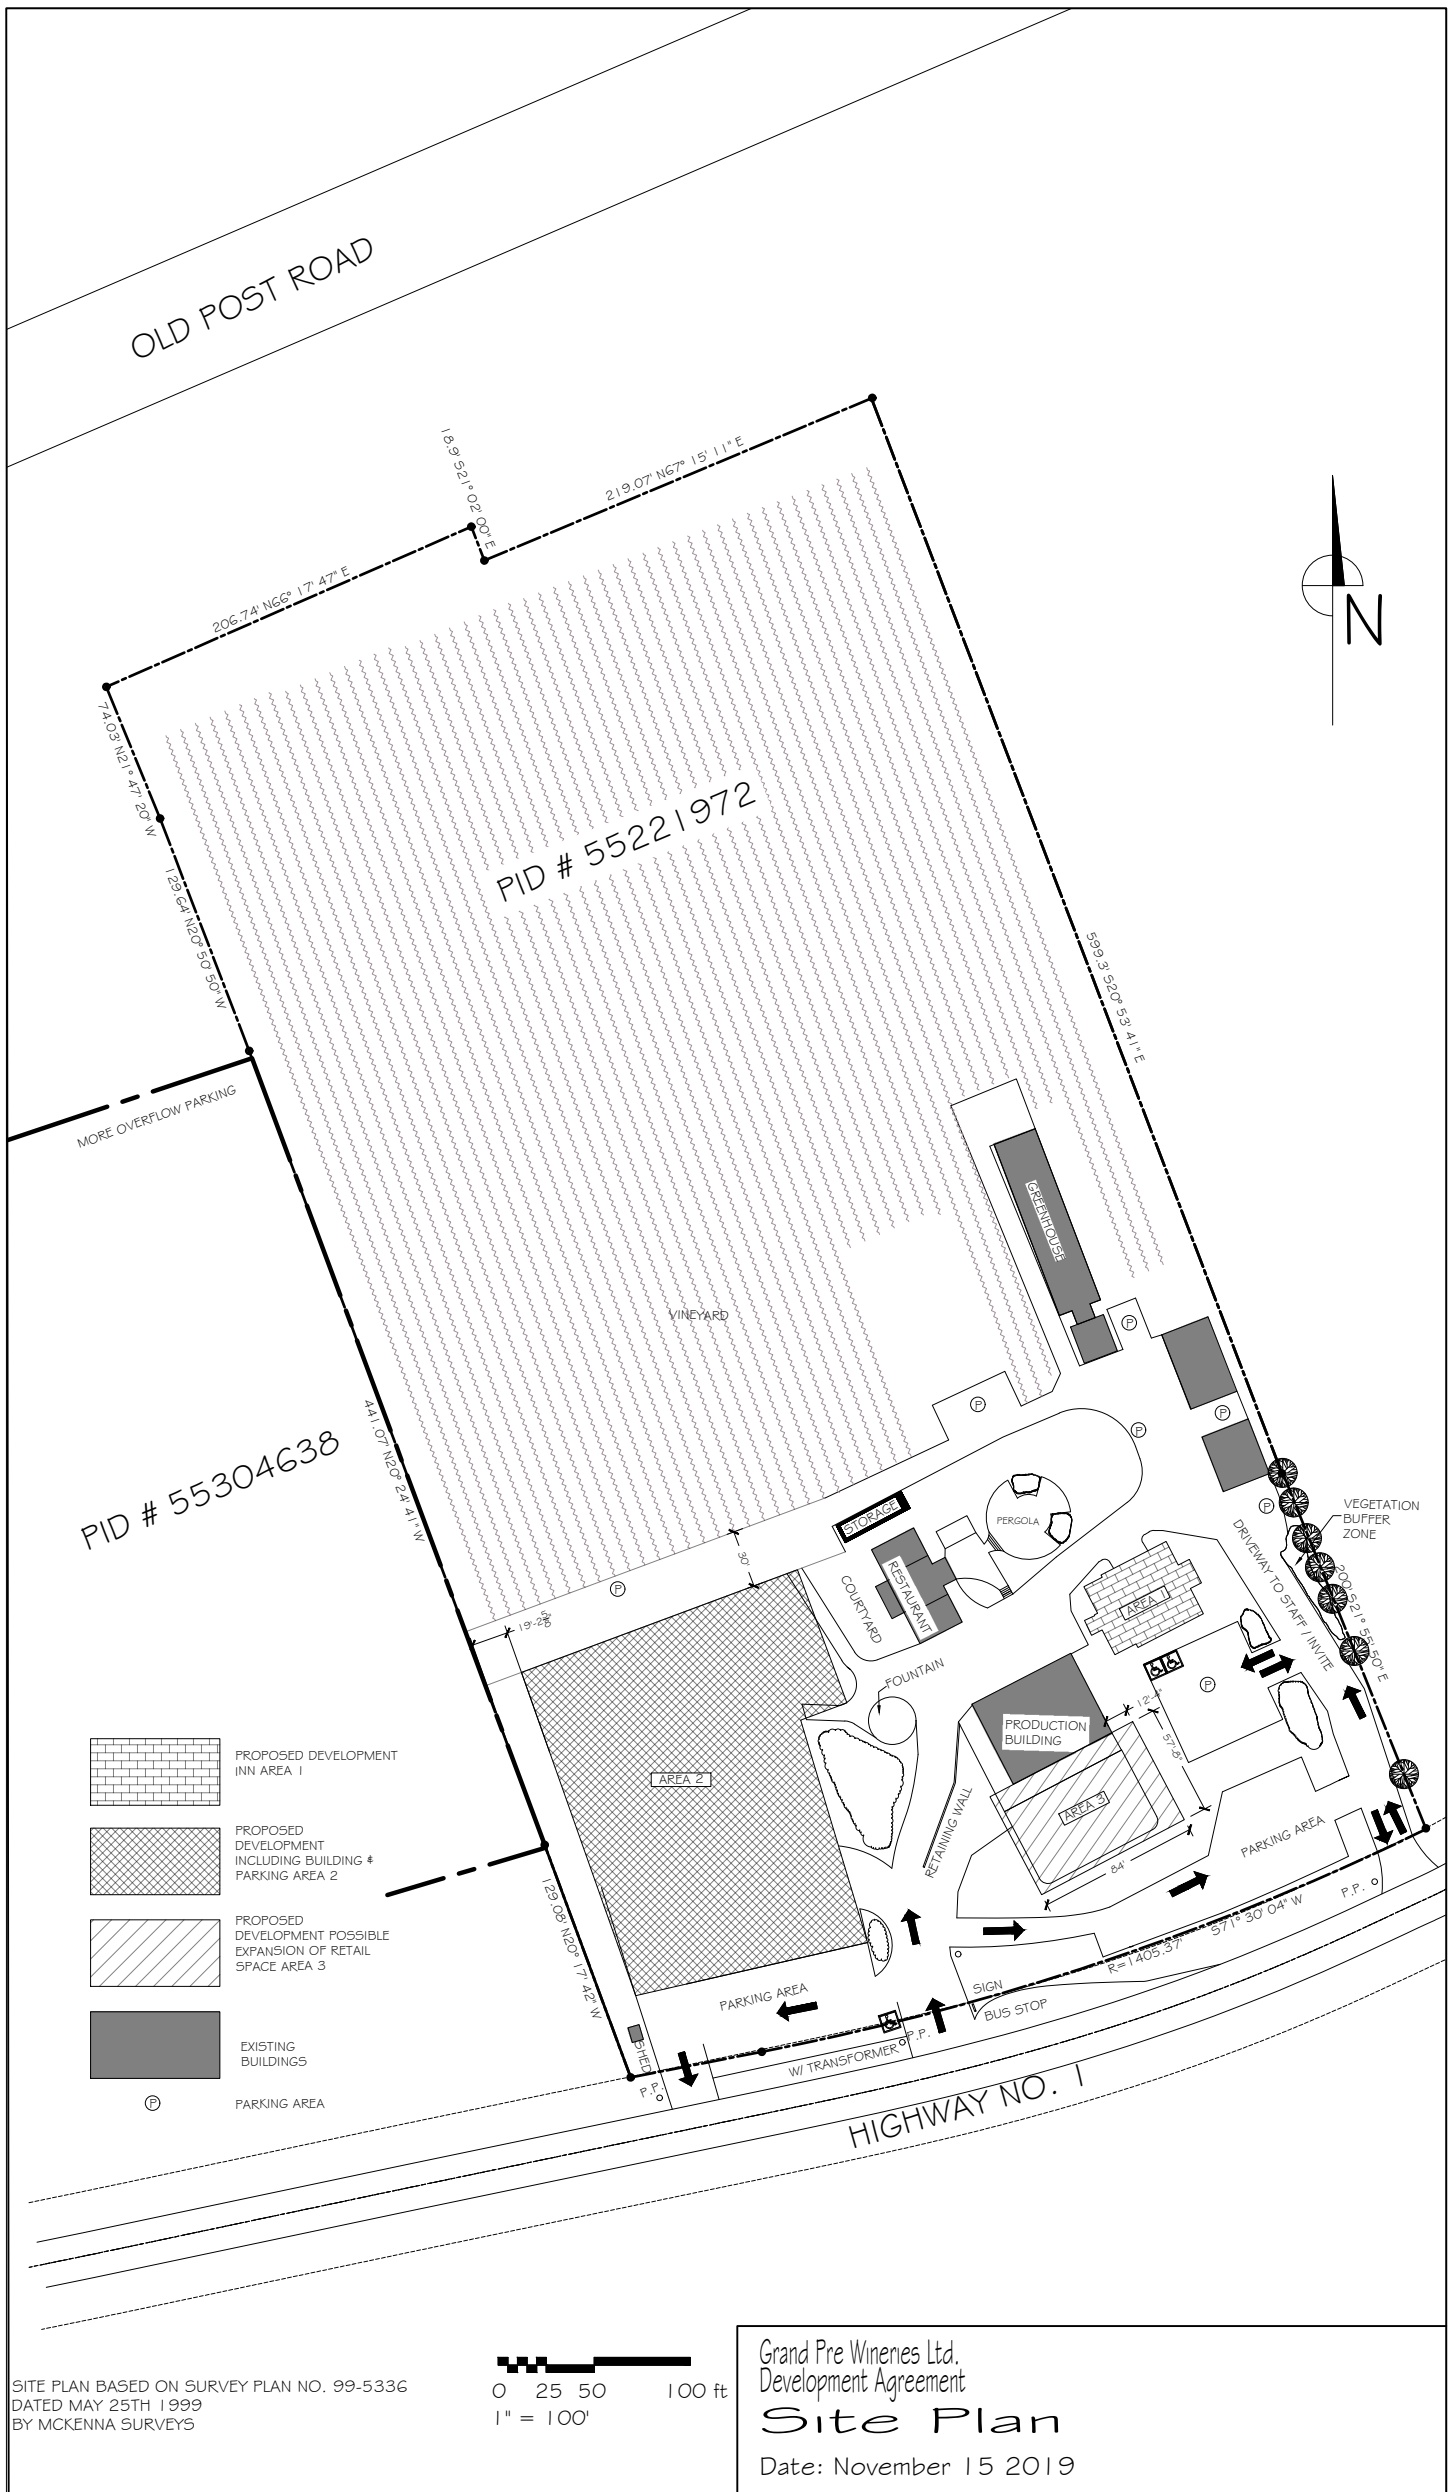 OLD POST ROAD
18.9' S21° 02' 00" E
219.07' N67° 15' 11" E
206.74' N66° 17' 47" E
N
74.03' N21° 47' 20" W
PID # 55221972
129.64' N20° 50' 50" W
599.3' S20° 53' 41" E
MORE OVERFLOW PARKING
GREENHOUSE
VINEYARD
P
P
P
P
441.07' N20° 24' 41" W
PID # 55304638
STORAGE
PERGOLA
P
VEGETATION
BUFFER
ZONE
30'
P
RESTAURANT
COURTYARD
AREA 1
DRIVEWAY TO STAFF / INVITE
200' S21° 55' 50" E
FOUNTAIN
P
12'-4"
57'-8"
PRODUCTION
BUILDING
AREA 2
AREA 3
84'
RETAINING WALL
PARKING AREA
PROPOSED DEVELOPMENT
INN AREA 1
PROPOSED
DEVELOPMENT
INCLUDING BUILDING &
PARKING AREA 2
PROPOSED
DEVELOPMENT POSSIBLE
EXPANSION OF RETAIL
SPACE AREA 3
EXISTING
BUILDINGS
P
PARKING AREA
129.08' N20° 17' 42" W
P.P.
R=1405.37'
S71° 30' 04" W
PARKING AREA
SIGN
BUS STOP
P.P.
W/ TRANSFORMER
SHED
P.P.
HIGHWAY NO. 1
SITE PLAN BASED ON SURVEY PLAN NO. 99-5336
DATED MAY 25TH 1999
BY MCKENNA SURVEYS
0 25 50 100 ft
1" = 100'
Grand Pre Wineries Ltd.
Development Agreement
Site Plan
Date: November 15 2019